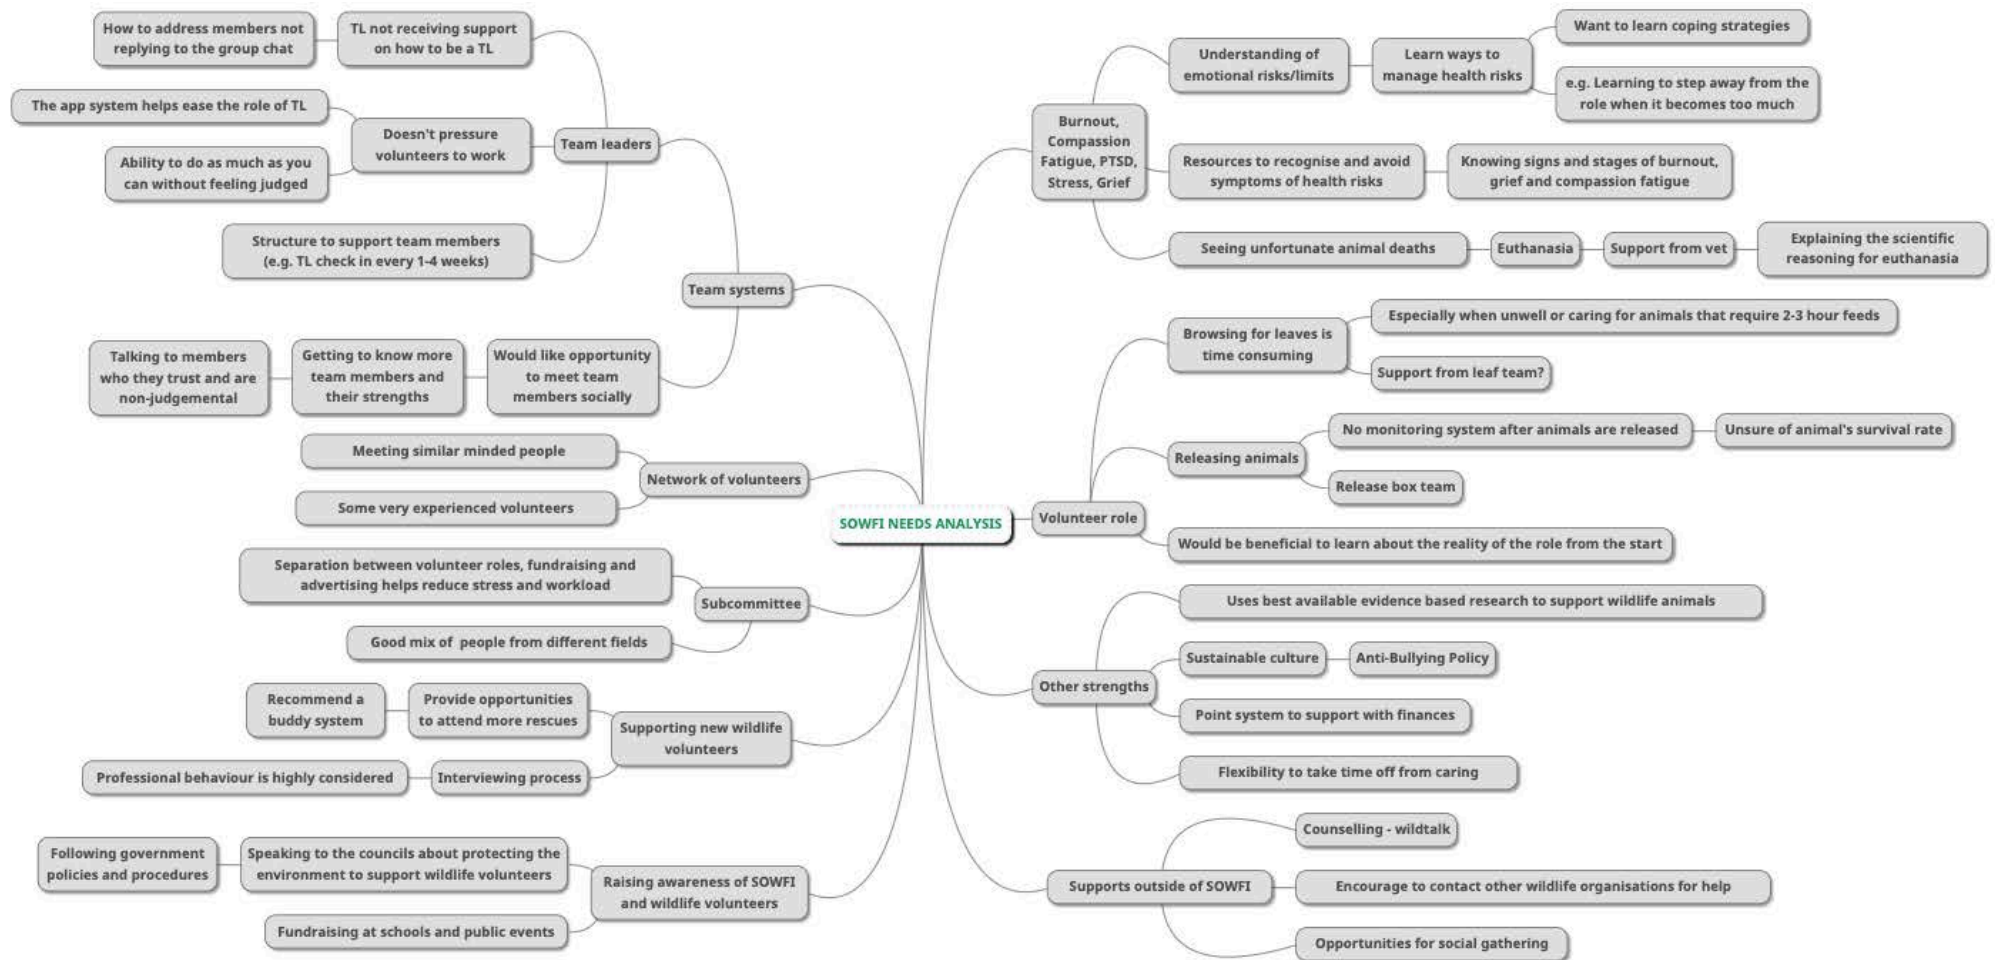 SOWFI NEEDS ANALYSIS
Team systems
Team leaders
TL not receiving support
on how to be a TL
How to address members not
replying to the group chat
Doesn't pressure
volunteers to work
The app system helps ease the role of TL
Ability to do as much as you
can without feeling judged
Structure to support team members
(e.g. TL check in every 1-4 weeks)
Would like opportunity
to meet team
members socially
Getting to know more
team members and
their strengths
Talking to members
who they trust and are
non-judgemental
Network of volunteers
Meeting similar minded people
Some very experienced volunteers
Subcommittee
Separation between volunteer roles, fundraising and
advertising helps reduce stress and workload
Good mix of  people from different fields
Supporting new wildlife
volunteers
Provide opportunities
to attend more rescues
Recommend a
buddy system
Interviewing process
Professional behaviour is highly considered
Raising awareness of SOWFI
and wildlife volunteers
Speaking to the councils about protecting the
environment to support wildlife volunteers
Following government
policies and procedures
Fundraising at schools and public events
Burnout,
Compassion
Fatigue, PTSD,
Stress, Grief
Understanding of
emotional risks/limits
Learn ways to
manage health risks
Want to learn coping strategies
e.g. Learning to step away from the
role when it becomes too much
Resources to recognise and avoid
symptoms of health risks
Knowing signs and stages of burnout,
grief and compassion fatigue
Seeing unfortunate animal deaths
Euthanasia
Support from vet
Explaining the scientific
reasoning for euthanasia
Volunteer role
Browsing for leaves is
time consuming
Especially when unwell or caring for animals that require 2-3 hour feeds
Support from leaf team?
Releasing animals
No monitoring system after animals are released
Unsure of animal's survival rate
Release box team
Would be beneficial to learn about the reality of the role from the start
Other strengths
Uses best available evidence based research to support wildlife animals
Sustainable culture
Anti-Bullying Policy
Point system to support with finances
Flexibility to take time off from caring
Supports outside of SOWFI
Counselling - wildtalk
Encourage to contact other wildlife organisations for help
Opportunities for social gathering